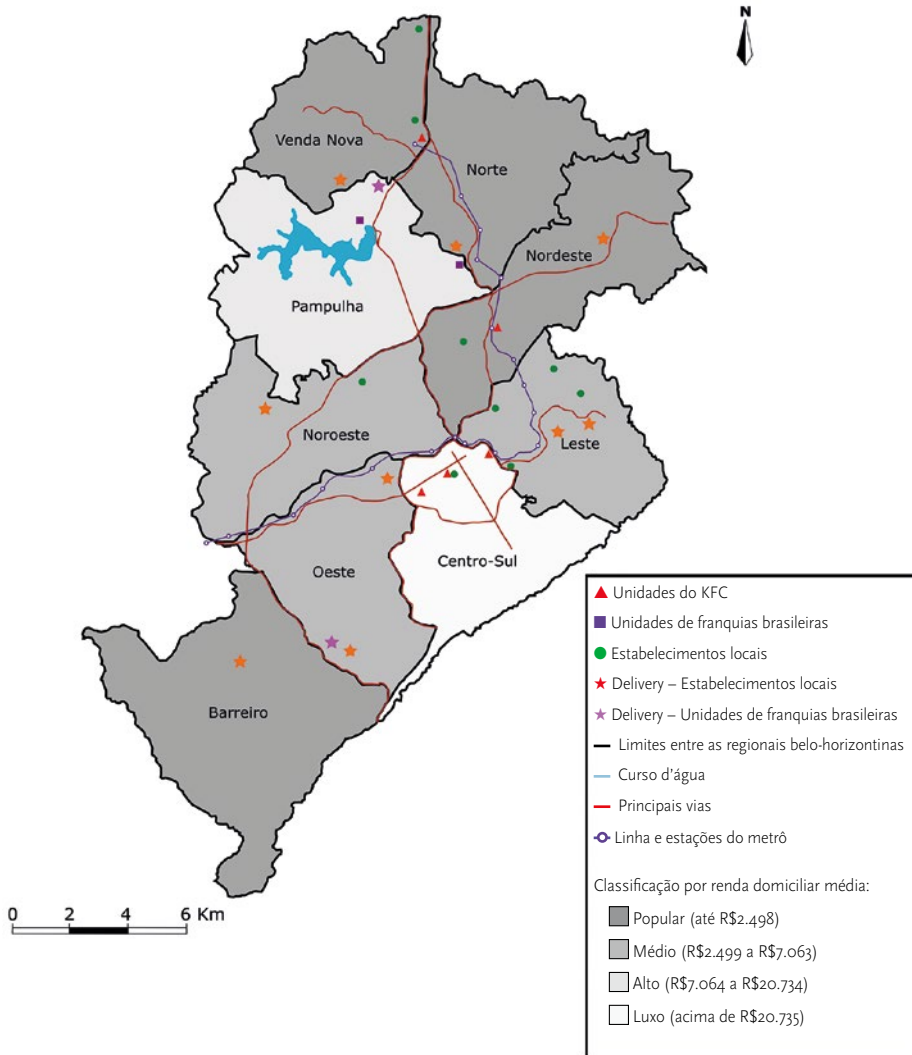 N
Venda Nova
Norte
Nordeste
Pampulha
Noroeste
Leste
Centro-Sul
Oeste
Barreiro
0 2 4 6 Km
Unidades do KFC
Unidades de franquias brasileiras
Estabelecimentos locais
Delivery – Estabelecimentos locais
Delivery – Unidades de franquias brasileiras
Limites entre as regionais belo-horizontinas
Curso d'água
Principais vias
Linha e estações do metrô
Classificação por renda domiciliar média:
Popular (até R$2.498)
Médio (R$2.499 a R$7.063)
Alto (R$7.064 a R$20.734)
Luxo (acima de R$20.735)